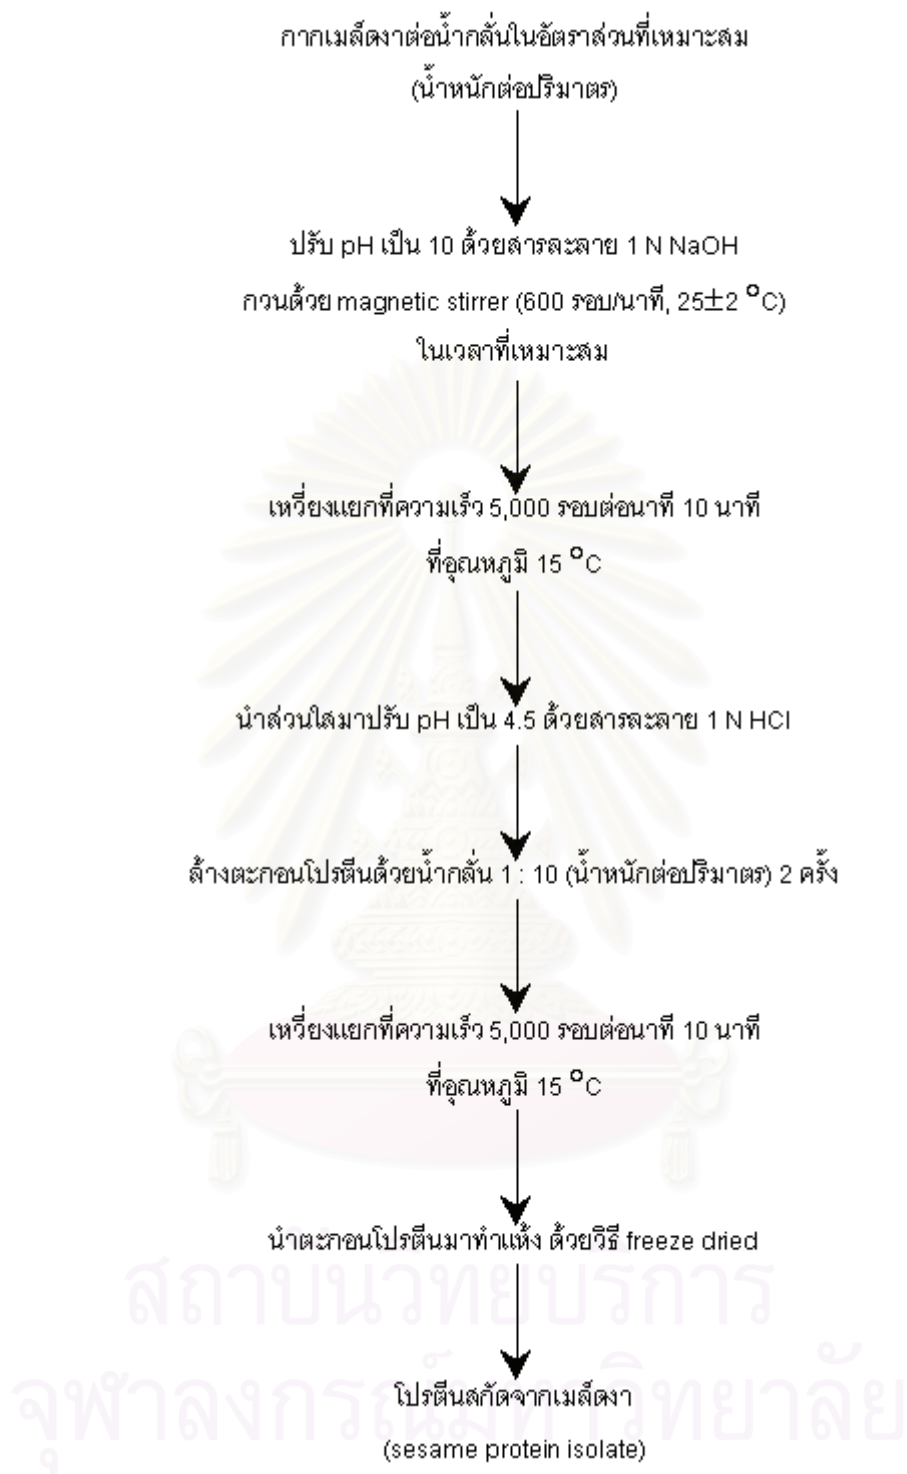 กากเมล็ดงาต่อน้ำกลั่นในอัตราส่วนที่เหมาะสม
(น้ำหนักต่อปริมาตร)
ปรับ pH เป็น 10 ด้วยสารละลาย 1 N NaOH
กวนด้วย magnetic stirrer (600 รอบ/นาที, 25±2 °C)
ในเวลาที่เหมาะสม
เหวี่ยงแยกที่ความเร็ว 5,000 รอบต่อนาที 10 นาที
ที่อุณหภูมิ 15 °C
นำส่วนใสมาปรับ pH เป็น 4.5 ด้วยสารละลาย 1 N HCl
ล้างตะกอนโปรตีนด้วยน้ำกลั่น 1 : 10 (น้ำหนักต่อปริมาตร) 2 ครั้ง
เหวี่ยงแยกที่ความเร็ว 5,000 รอบต่อนาที 10 นาที
ที่อุณหภูมิ 15 °C
นำตะกอนโปรตีนมาทำแห้ง ด้วยวิธี freeze dried
สถาบันวิทยบริการ
โปรตีนสกัดจากเมล็ดงา
จุฬาลงกรณ์มหาวิทยาลัย
(sesame protein isolate)